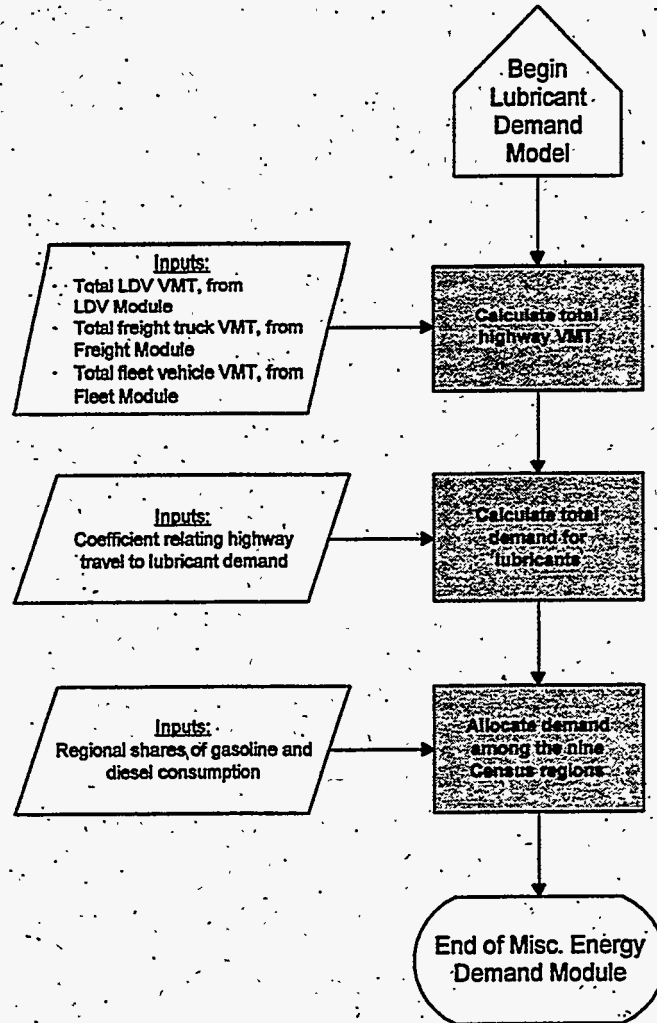 Begin
Lubricant
Demand
Model
Inputs:
· Total LDV VMT, from
LDV Module
· Total freight truck VMT, from
Freight Module
· Total fleet vehicle VMT, from
Fleet Module
Calculate total
highway VMT
Inputs:
Coefficient relating highway
travel to lubricant demand
Calculate total
demand for
lubricants
Inputs:
Regional shares of gasoline and
diesel consumption
Allocate demand
among the nine
Census regions
End of Misc. Energy
Demand Module